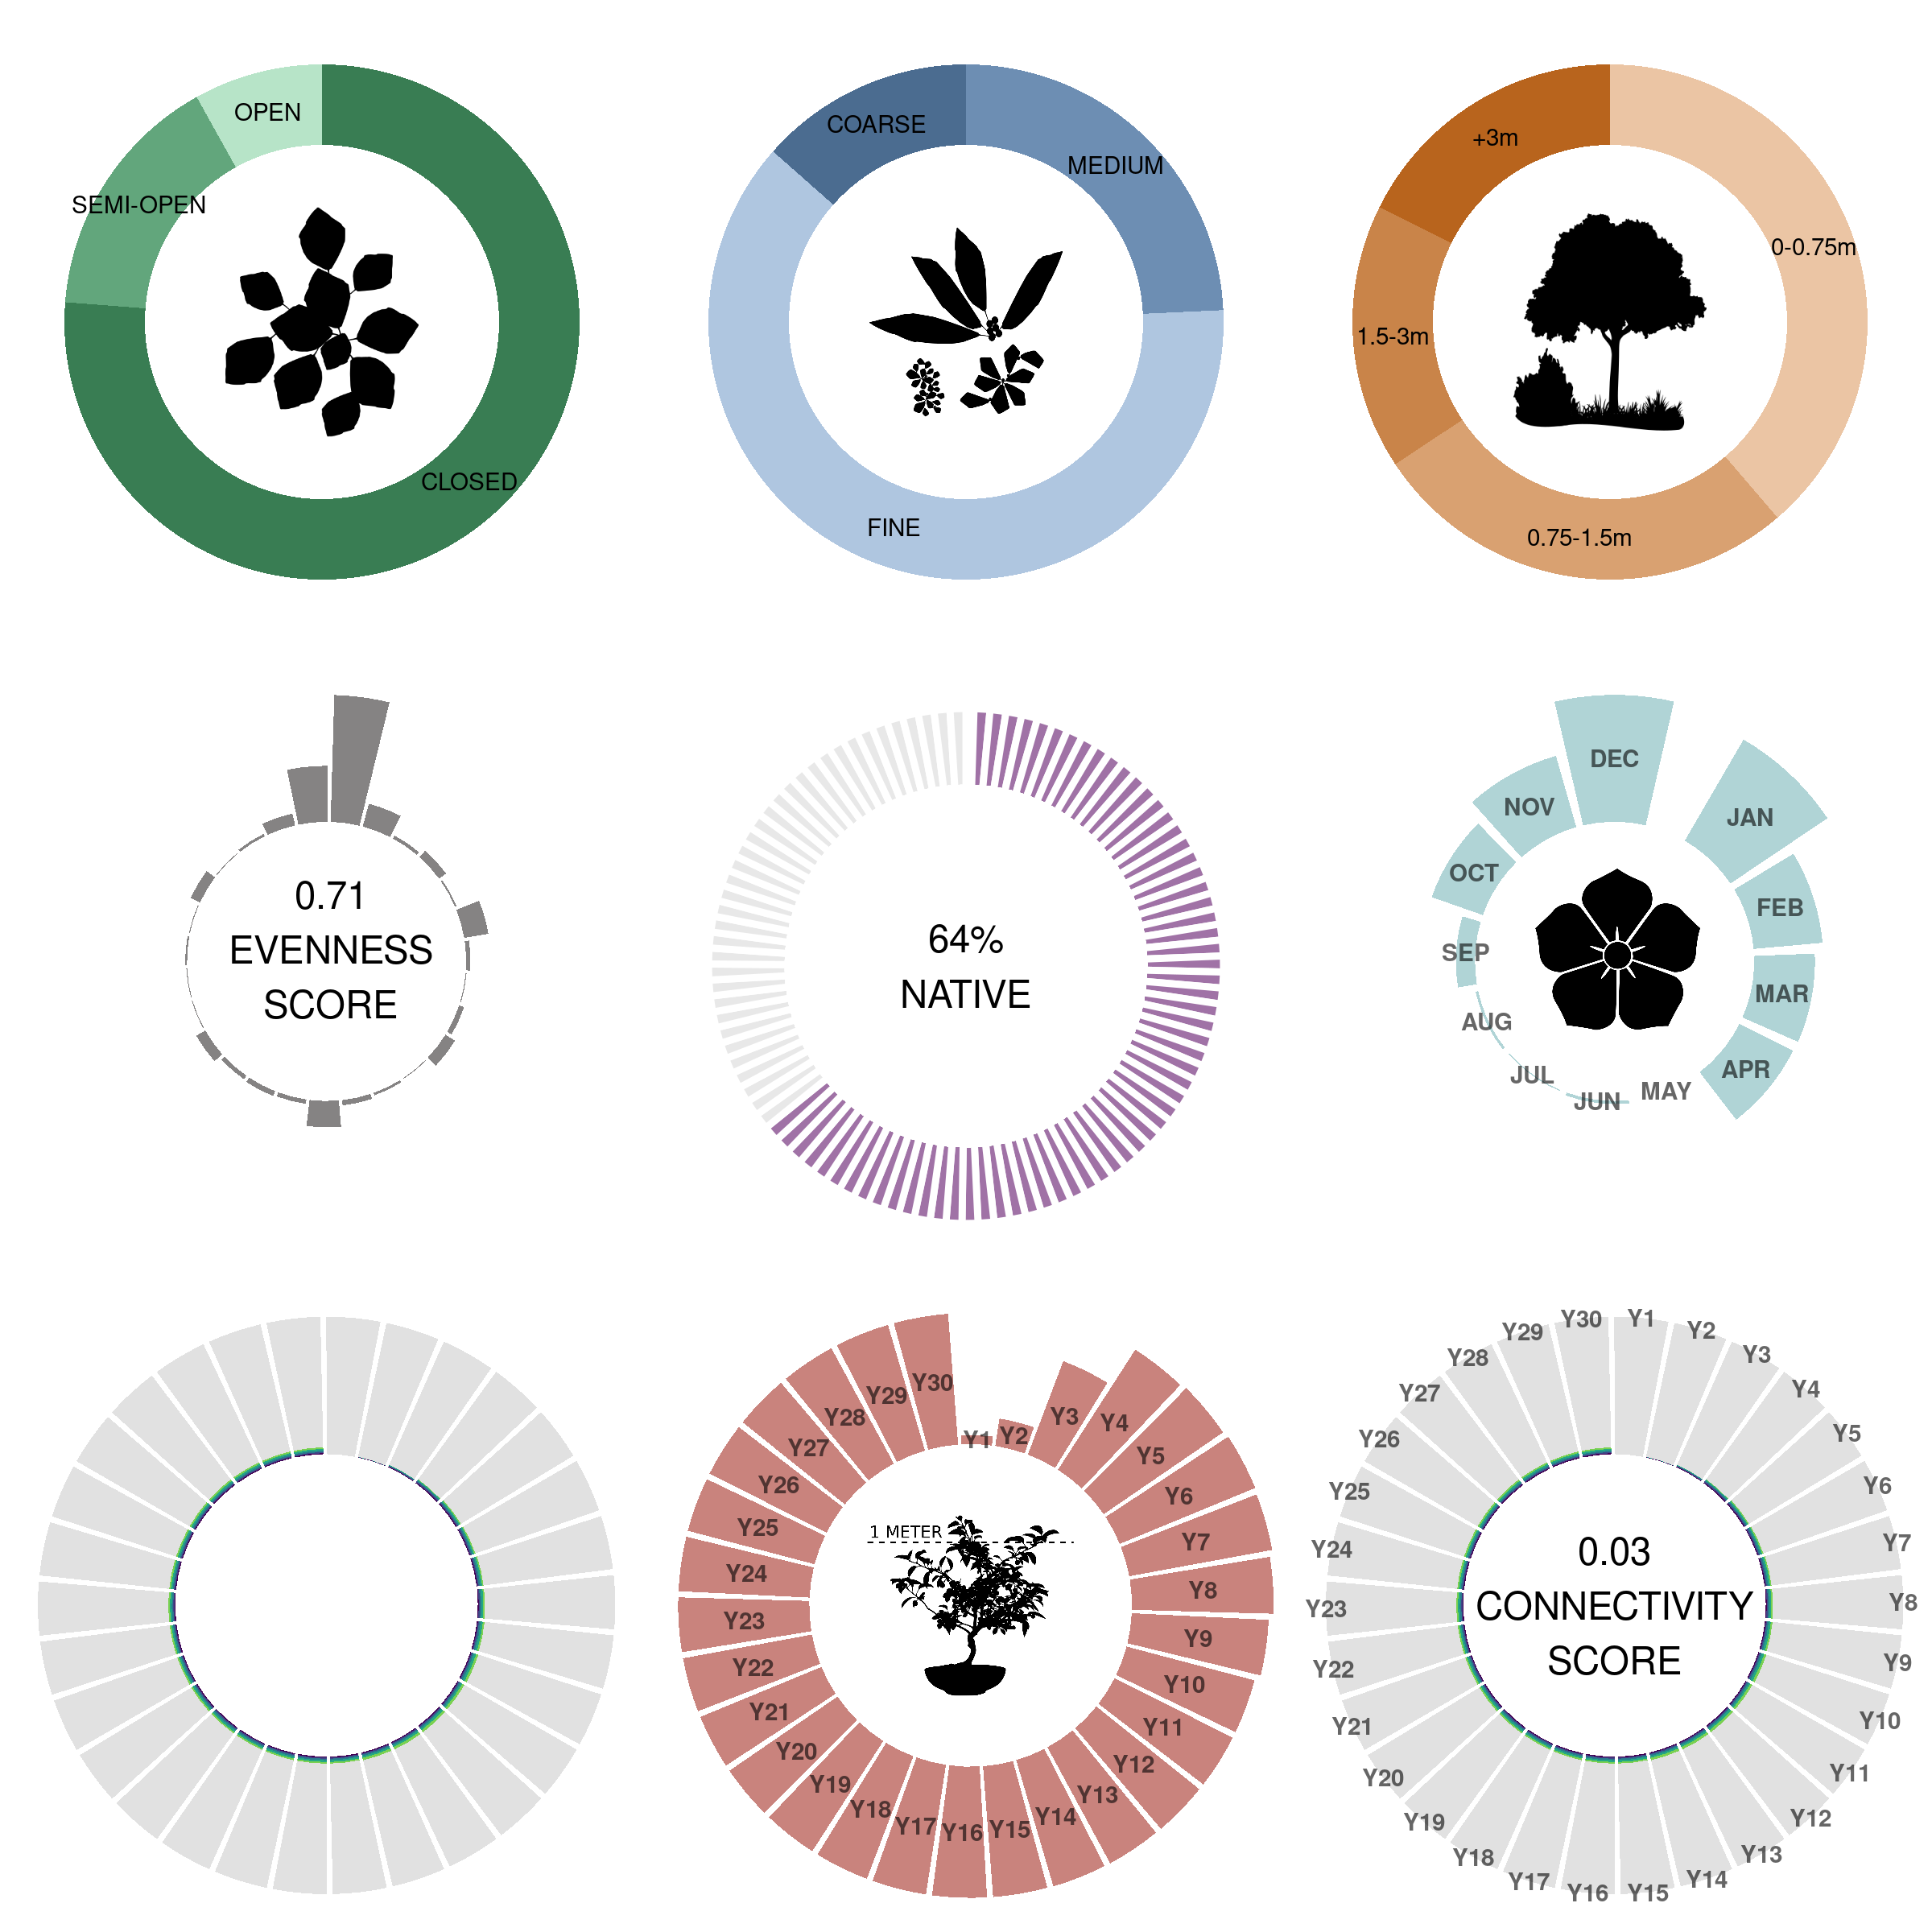 OPEN
SEMI-OPEN
CLOSED
COARSE
MEDIUM
FINE
+3m
0-0.75m
1.5-3m
0.75-1.5m
0.71
EVENNESS
SCORE
64%
NATIVE
DEC
JAN
NOV
OCT
FEB
SEP
MAR
AUG
APR
JUL
JUN
MAY
Y1
Y2
Y3
Y4
Y5
Y6
Y7
Y8
Y9
Y10
Y11
Y12
Y13
Y14
Y15
Y16
Y17
Y18
Y19
Y20
Y21
Y22
Y23
Y24
Y25
Y26
Y27
Y28
Y29
Y30
1 METER
Y1
Y2
Y3
Y4
Y5
Y6
Y7
Y8
Y9
Y10
Y11
Y12
Y13
Y14
Y15
Y16
Y17
Y18
Y19
Y20
Y21
Y22
Y23
Y24
Y25
Y26
Y27
Y28
Y29
Y30
0.03
CONNECTIVITY
SCORE